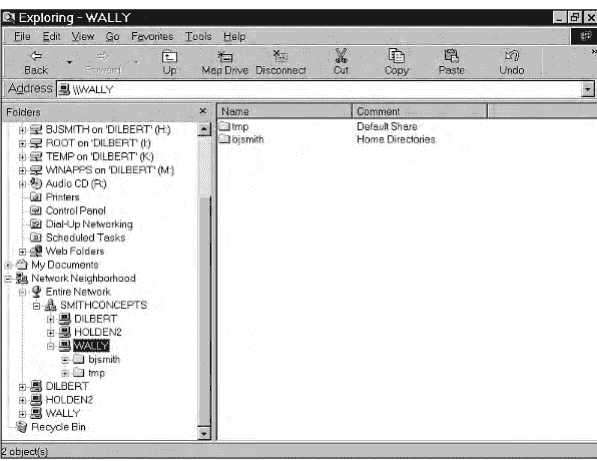 Exploring - WALLY
File Edit View Go Favorites Tools Help
Back Forward Up Map Drive Disconnect Cut Copy Paste Undo
Address \\WALLY
Folders
BJSMITH on 'DILBERT' (H:)
ROOT on 'DILBERT' (I:)
TEMP on 'DILBERT' (K:)
WINAPPS on 'DILBERT' (M:)
Audio CD (R:)
Printers
Control Panel
Dial-Up Networking
Scheduled Tasks
Web Folders
My Documents
Network Neighborhood
Entire Network
SMITHCONCEPTS
DILBERT
HOLDEN2
WALLY
bjsmith
tmp
DILBERT
HOLDEN2
WALLY
Recycle Bin
Name Comment
tmp Default Share
bjsmith Home Directories
2 object(s)